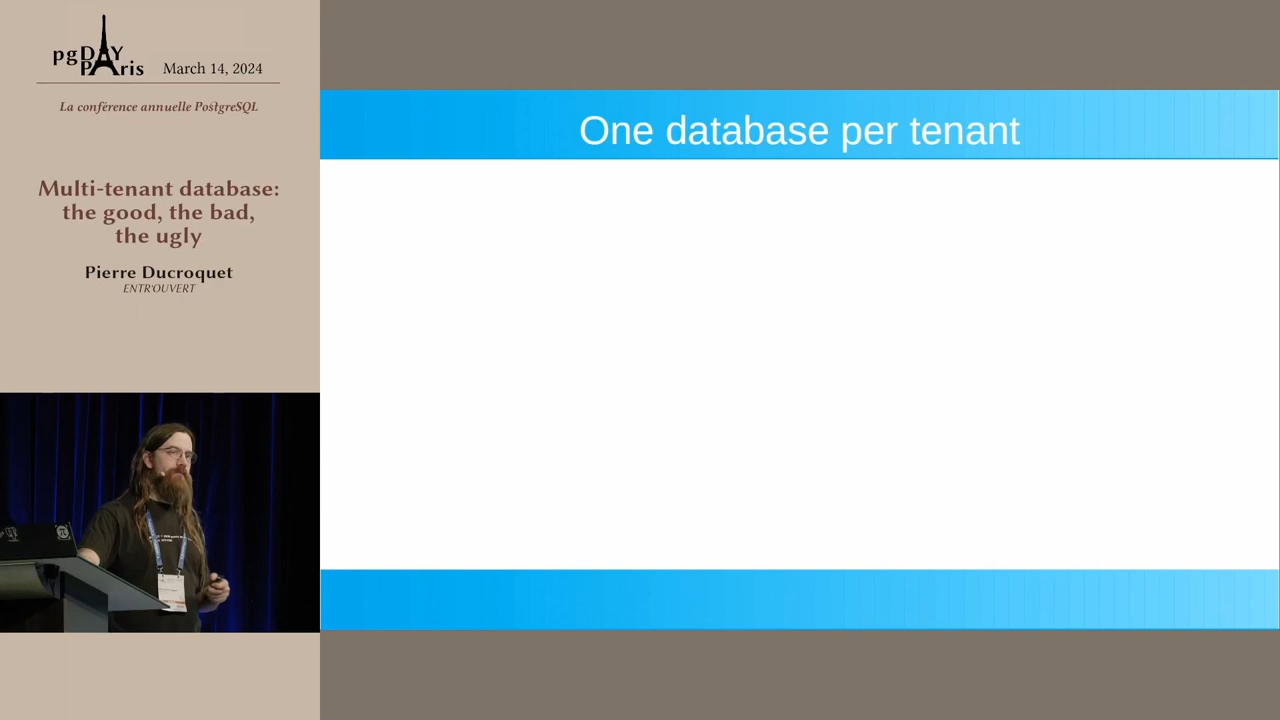 pgDAY
PAris
March 14, 2024
La conférence annuelle PostgreSQL
Multi-tenant database:
the good, the bad,
the ugly
Pierre Ducroquet
ENTR'OUVERT
One database per tenant